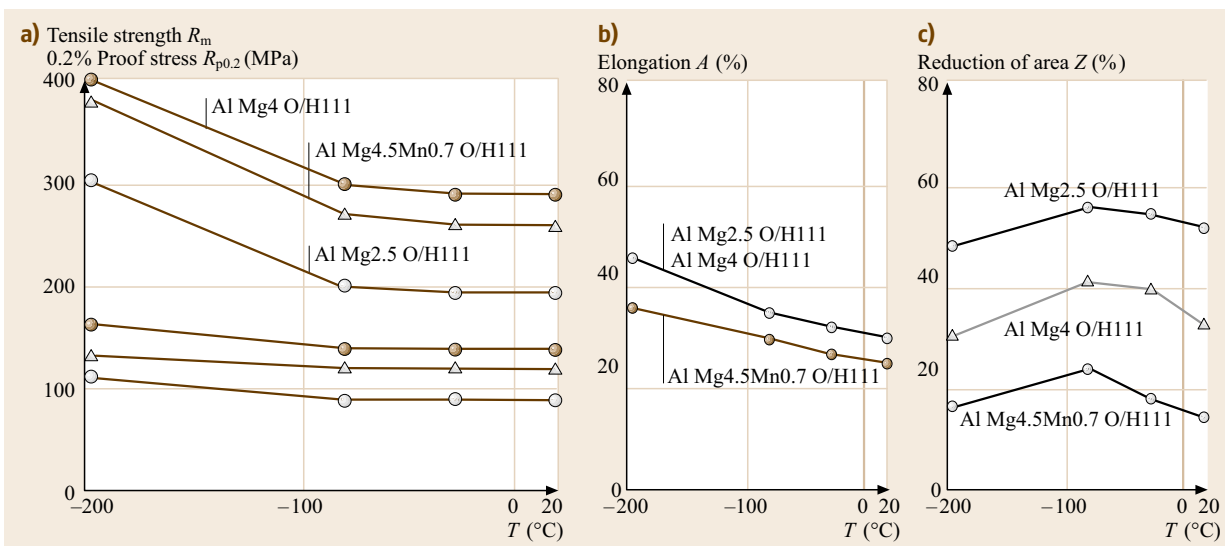 a) Tensile strength Rm
0.2% Proof stress Rp0.2 (MPa)
400
300
200
100
0
Al Mg4 O/H111
Al Mg4.5Mn0.7 O/H111
Al Mg2.5 O/H111
−200
−100
0
20
T (°C)
b)
Elongation A (%)
80
60
40
20
0
Al Mg2.5 O/H111
Al Mg4 O/H111
Al Mg4.5Mn0.7 O/H111
−200
−100
0
20
T (°C)
c)
Reduction of area Z (%)
80
60
40
20
0
Al Mg2.5 O/H111
Al Mg4 O/H111
Al Mg4.5Mn0.7 O/H111
−200
−100
0
20
T (°C)